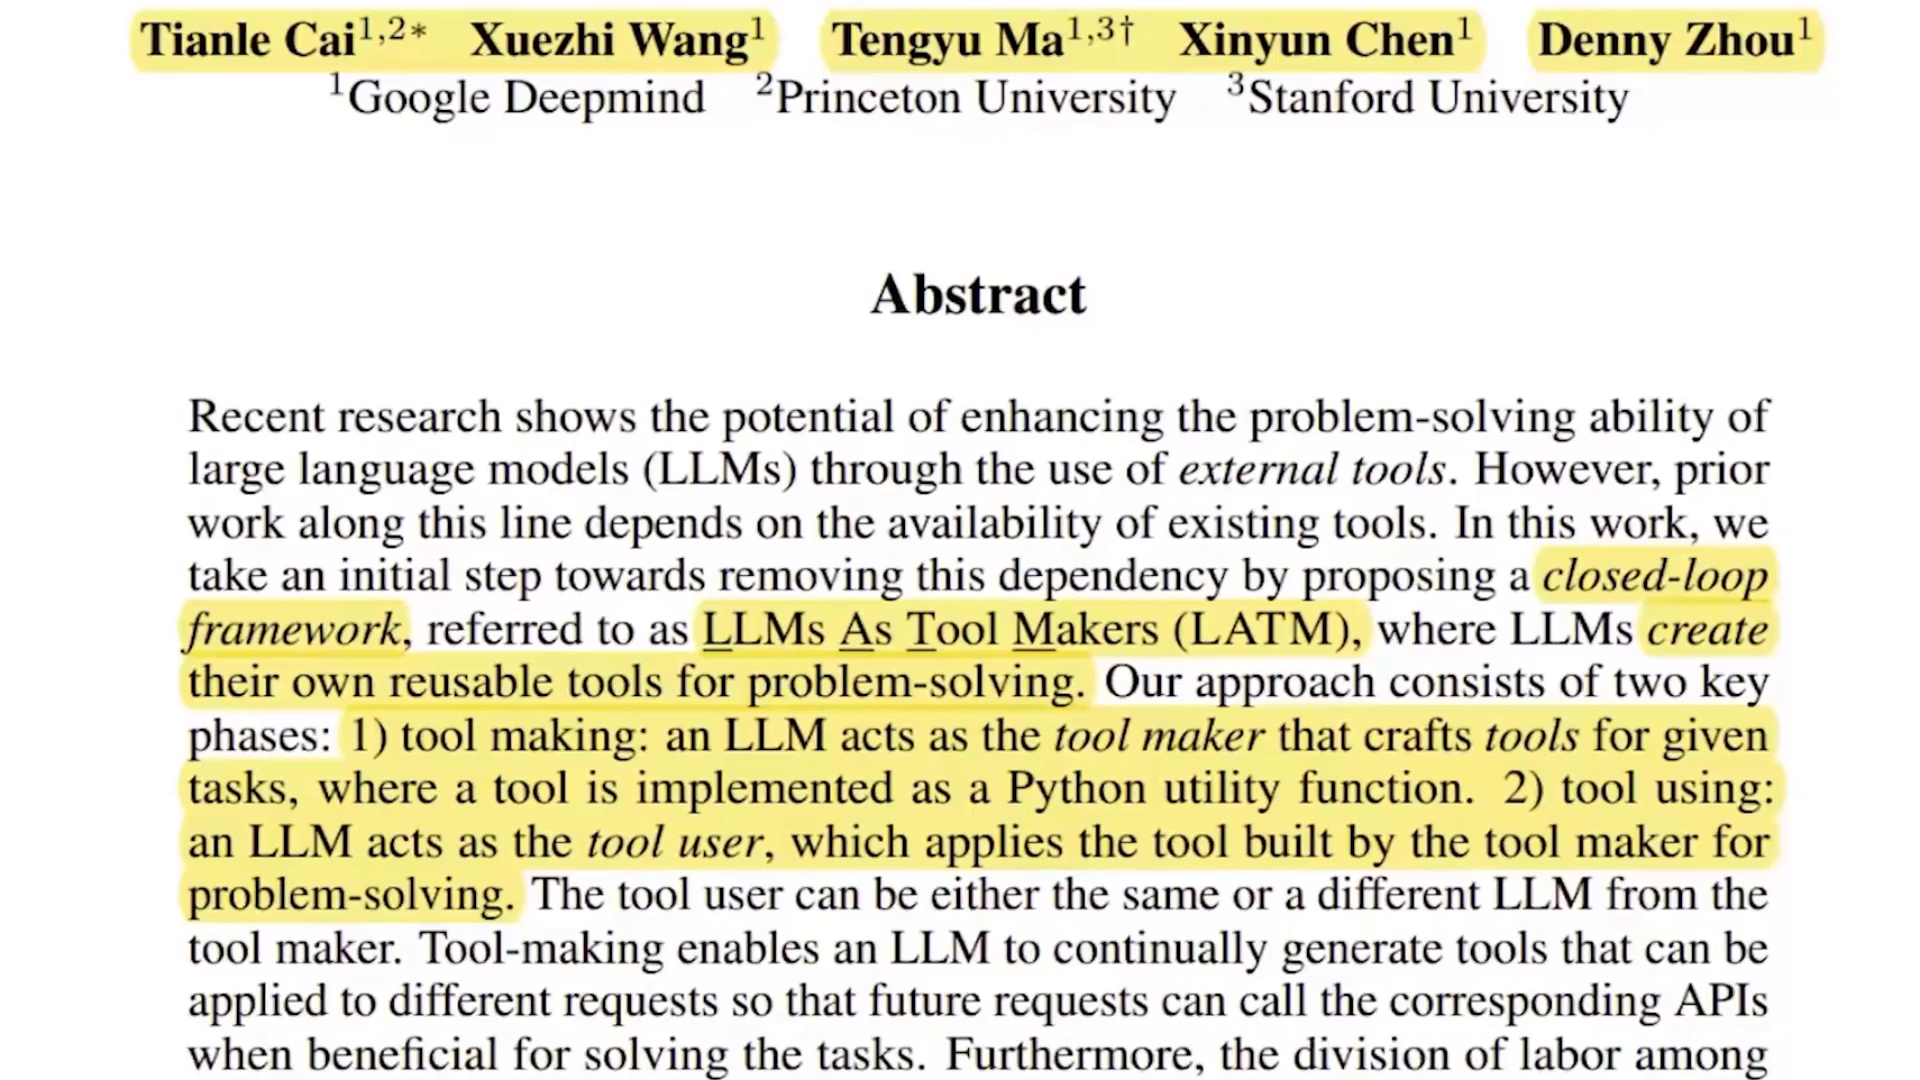 Tianle Cai1,2* Xuezhi Wang1 Tengyu Ma1,3† Xinyun Chen1 Denny Zhou1
1Google Deepmind 2Princeton University 3Stanford University
Abstract
Recent research shows the potential of enhancing the problem-solving ability of
large language models (LLMs) through the use of external tools. However, prior
work along this line depends on the availability of existing tools. In this work, we
take an initial step towards removing this dependency by proposing a closed-loop
framework, referred to as LLMs As Tool Makers (LATM), where LLMs create
their own reusable tools for problem-solving. Our approach consists of two key
phases: 1) tool making: an LLM acts as the tool maker that crafts tools for given
tasks, where a tool is implemented as a Python utility function. 2) tool using:
an LLM acts as the tool user, which applies the tool built by the tool maker for
problem-solving. The tool user can be either the same or a different LLM from the
tool maker. Tool-making enables an LLM to continually generate tools that can be
applied to different requests so that future requests can call the corresponding APIs
when beneficial for solving the tasks. Furthermore, the division of labor among